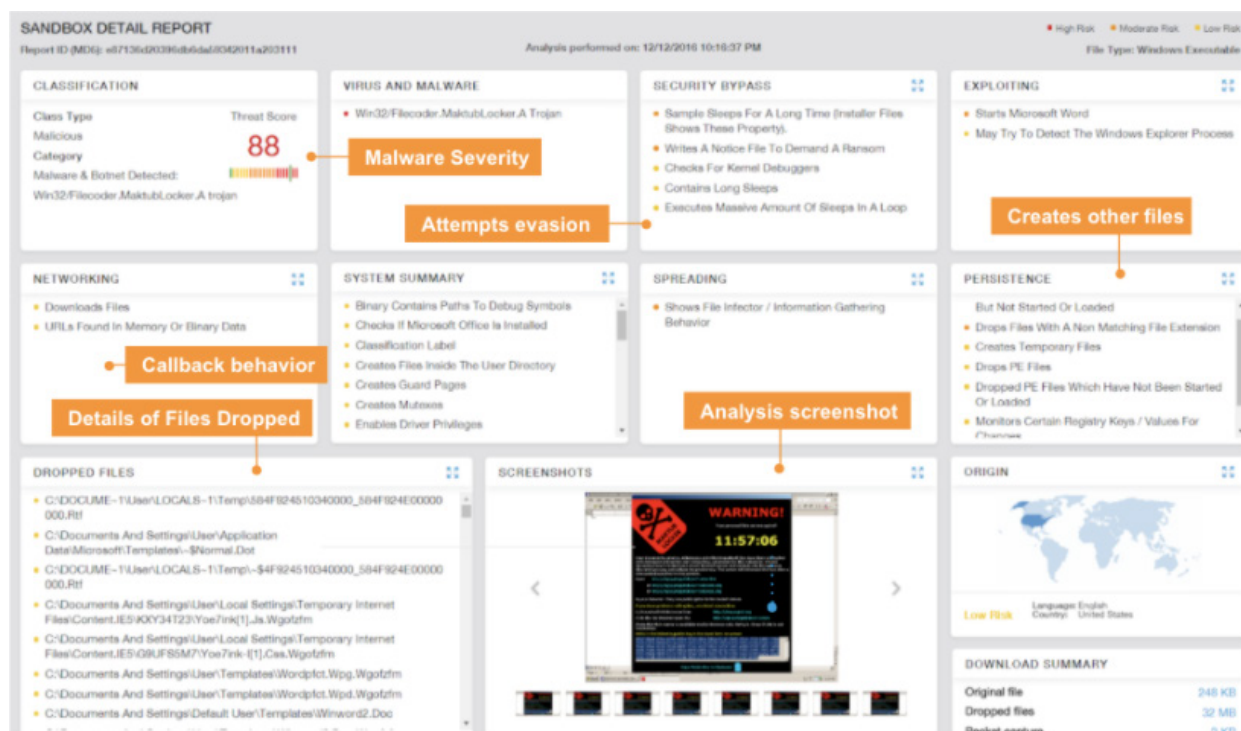 SANDBOX DETAIL REPORT
High Risk Moderate Risk Low Risk
Report ID (MD5):
Analysis performed on: 12/12/2016 10:16:37 PM
File Type: Windows Executable
CLASSIFICATION
Class Type
Threat Score
Malicious
88
Category
Malware & Botnet Detected:
Win32/Filecoder.MaktubLocker.A trojan
Malware Severity
VIRUS AND MALWARE
Win32/Filecoder.MaktubLocker.A Trojan
SECURITY BYPASS
Sample Sleeps For A Long Time (Installer Files
Shows These Property).
Writes A Notice File To Demand A Ransom
Checks For Kernel Debuggers
Contains Long Sleeps
Executes Massive Amount Of Sleeps In A Loop
Attempts evasion
EXPLOITING
Starts Microsoft Word
May Try To Detect The Windows Explorer Process
Creates other files
NETWORKING
Downloads Files
URLs Found In Memory Or Binary Data
Callback behavior
SYSTEM SUMMARY
Binary Contains Paths To Debug Symbols
Checks If Microsoft Office Is Installed
Classification Label
Creates Files Inside The User Directory
Creates Guard Pages
Creates Mutexes
Enables Driver Privileges
SPREADING
Shows File Infector / Information Gathering
Behavior
PERSISTENCE
But Not Started Or Loaded
Drops Files With A Non Matching File Extension
Creates Temporary Files
Drops PE Files
Dropped PE Files Which Have Not Been Started
Or Loaded
Monitors Certain Registry Keys / Values For
Changes
Details of Files Dropped
Analysis screenshot
DROPPED FILES
C:\DOCUME~1\User\LOCALS~1\Temp\584F924510340000_584F924E00000
000.Rtf
C:\Documents And Settings\User\Application
Data\Microsoft\Templates\~$Normal.Dot
C:\DOCUME~1\User\LOCALS~1\Temp\~$4F924510340000_584F924E00000
000.Rtf
C:\Documents And Settings\User\Local Settings\Temporary Internet
Files\Content.IE5\KXY34T23\Yoe7ink[1].Js.Wgofzfm
C:\Documents And Settings\User\Local Settings\Temporary Internet
Files\Content.IE5\G9UFS5M7\Yoe7ink-I[1].Css.Wgofzfm
C:\Documents And Settings\User\Templates\Wordpfct.Wpg.Wgofzfm
C:\Documents And Settings\User\Templates\Wordpfct.Wpd.Wgofzfm
C:\Documents And Settings\Default User\Templates\Winword2.Doc
SCREENSHOTS
WARNING!
11:57:06
ORIGIN
Low Risk
Language: English
Country: United States
DOWNLOAD SUMMARY
Original file 248 KB
Dropped files 32 MB
Packet capture